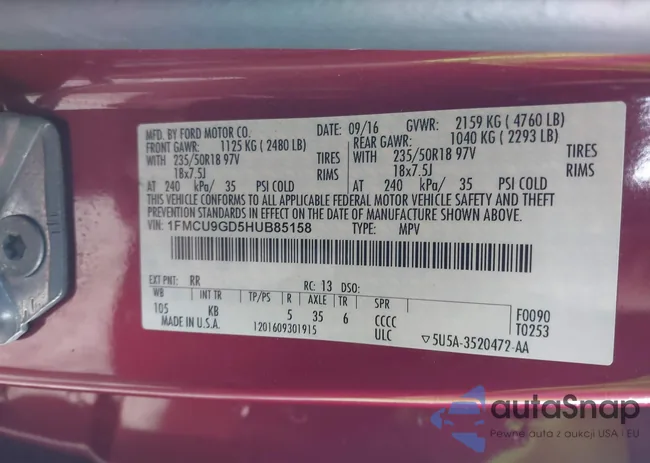 MFD. BY FORD MOTOR CO. DATE: 09/16 GVWR: 2159 KG ( 4760 LB)
FRONT GAWR: 1125 KG ( 2480 LB) REAR GAWR: 1040 KG ( 2293 LB)
WITH 235/50R18 97V TIRES WITH 235/50R18 97V TIRES
18x7.5J RIMS 18x7.5J RIMS
AT 240 kPa/ 35 PSI COLD AT 240 kPa/ 35 PSI COLD
THIS VEHICLE CONFORMS TO ALL APPLICABLE FEDERAL MOTOR VEHICLE SAFETY AND THEFT
PREVENTION STANDARDS IN EFFECT ON THE DATE OF MANUFACTURE SHOWN ABOVE.
VIN: 1FMCU9GD5HUB85158 TYPE: MPV
EXT PNT: RR RC: 13 DSO:
WB INT TR TP/PS R AXLE TR SPR F0090
105 KB 5 35 6 CCCC T0253
MADE IN U.S.A. 1201609301915 ULC ▽5U5A-3520472-AA
autaSnap
Pewne auta z aukcji USA i EU